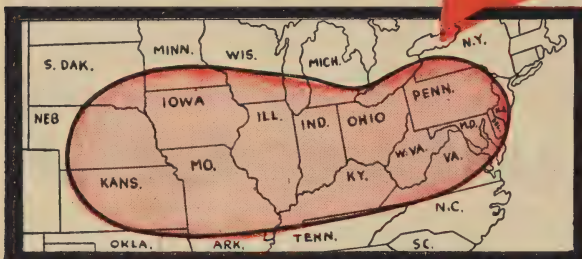 MINN.
WIS.
MICH.
N.Y.
S. DAK.
IOWA
PENN.
NEB
ILL.
IND.
OHIO
M.D.
MO.
W.VA.
VA.
KANS.
KY.
N.C.
OKLA.
ARK.
TENN.
SC.